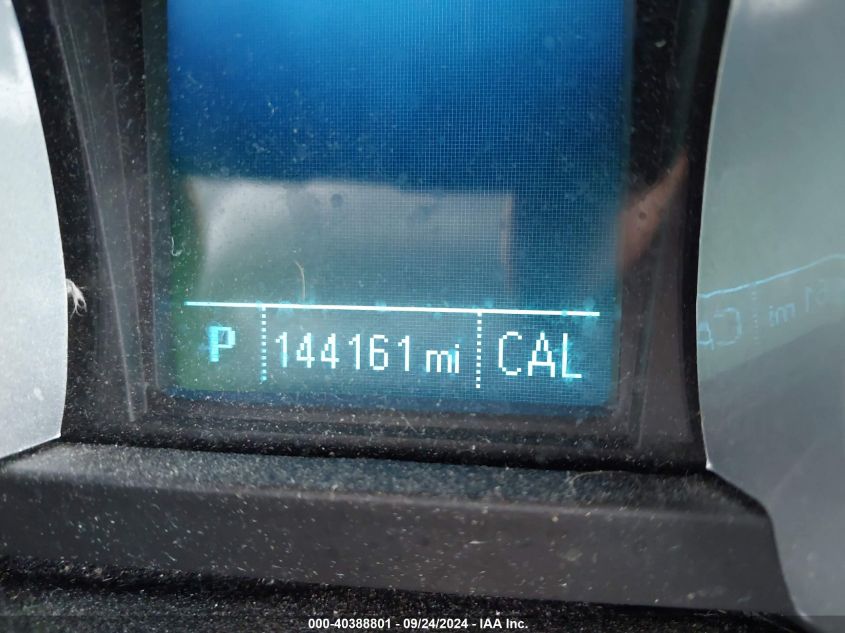 P 144161 mi CAL
000-40388801 - 09/24/2024 - IAA Inc.